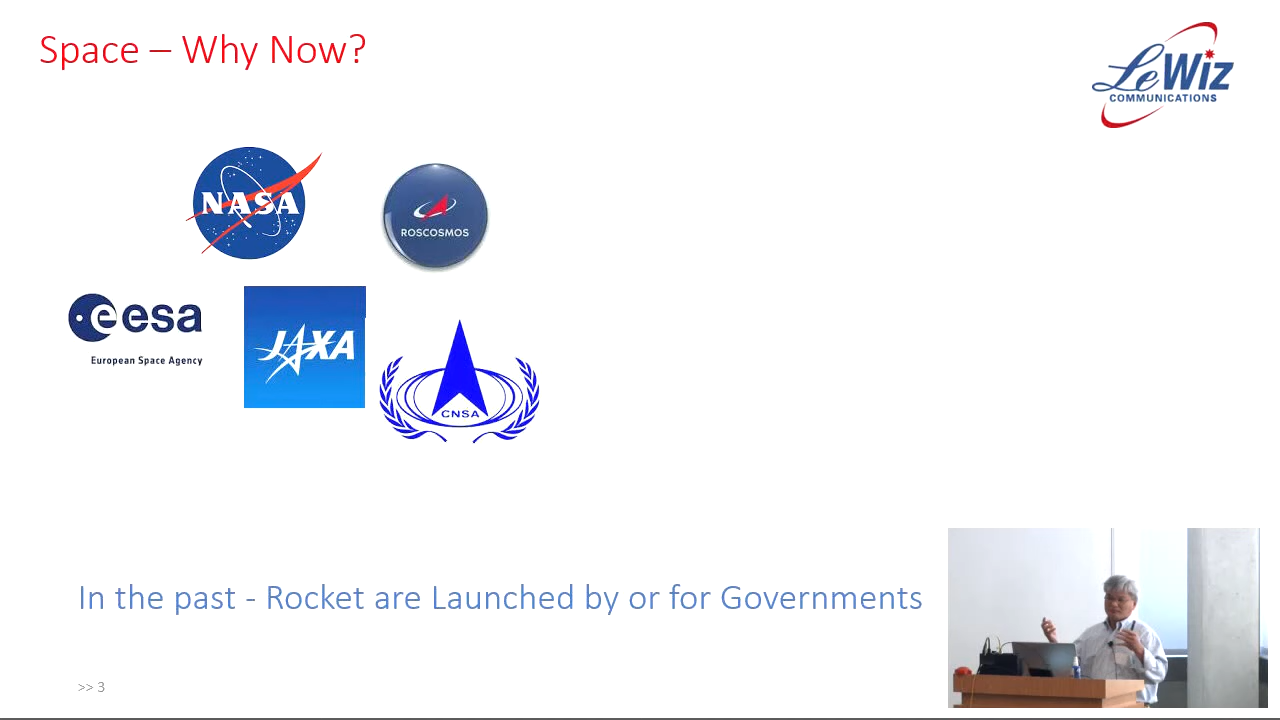 Space – Why Now?
LeWiz
COMMUNICATIONS
NASA
ROSCOSMOS
eesa
European Space Agency
JAXA
CNSA
In the past - Rocket are Launched by or for Governments
>> 3